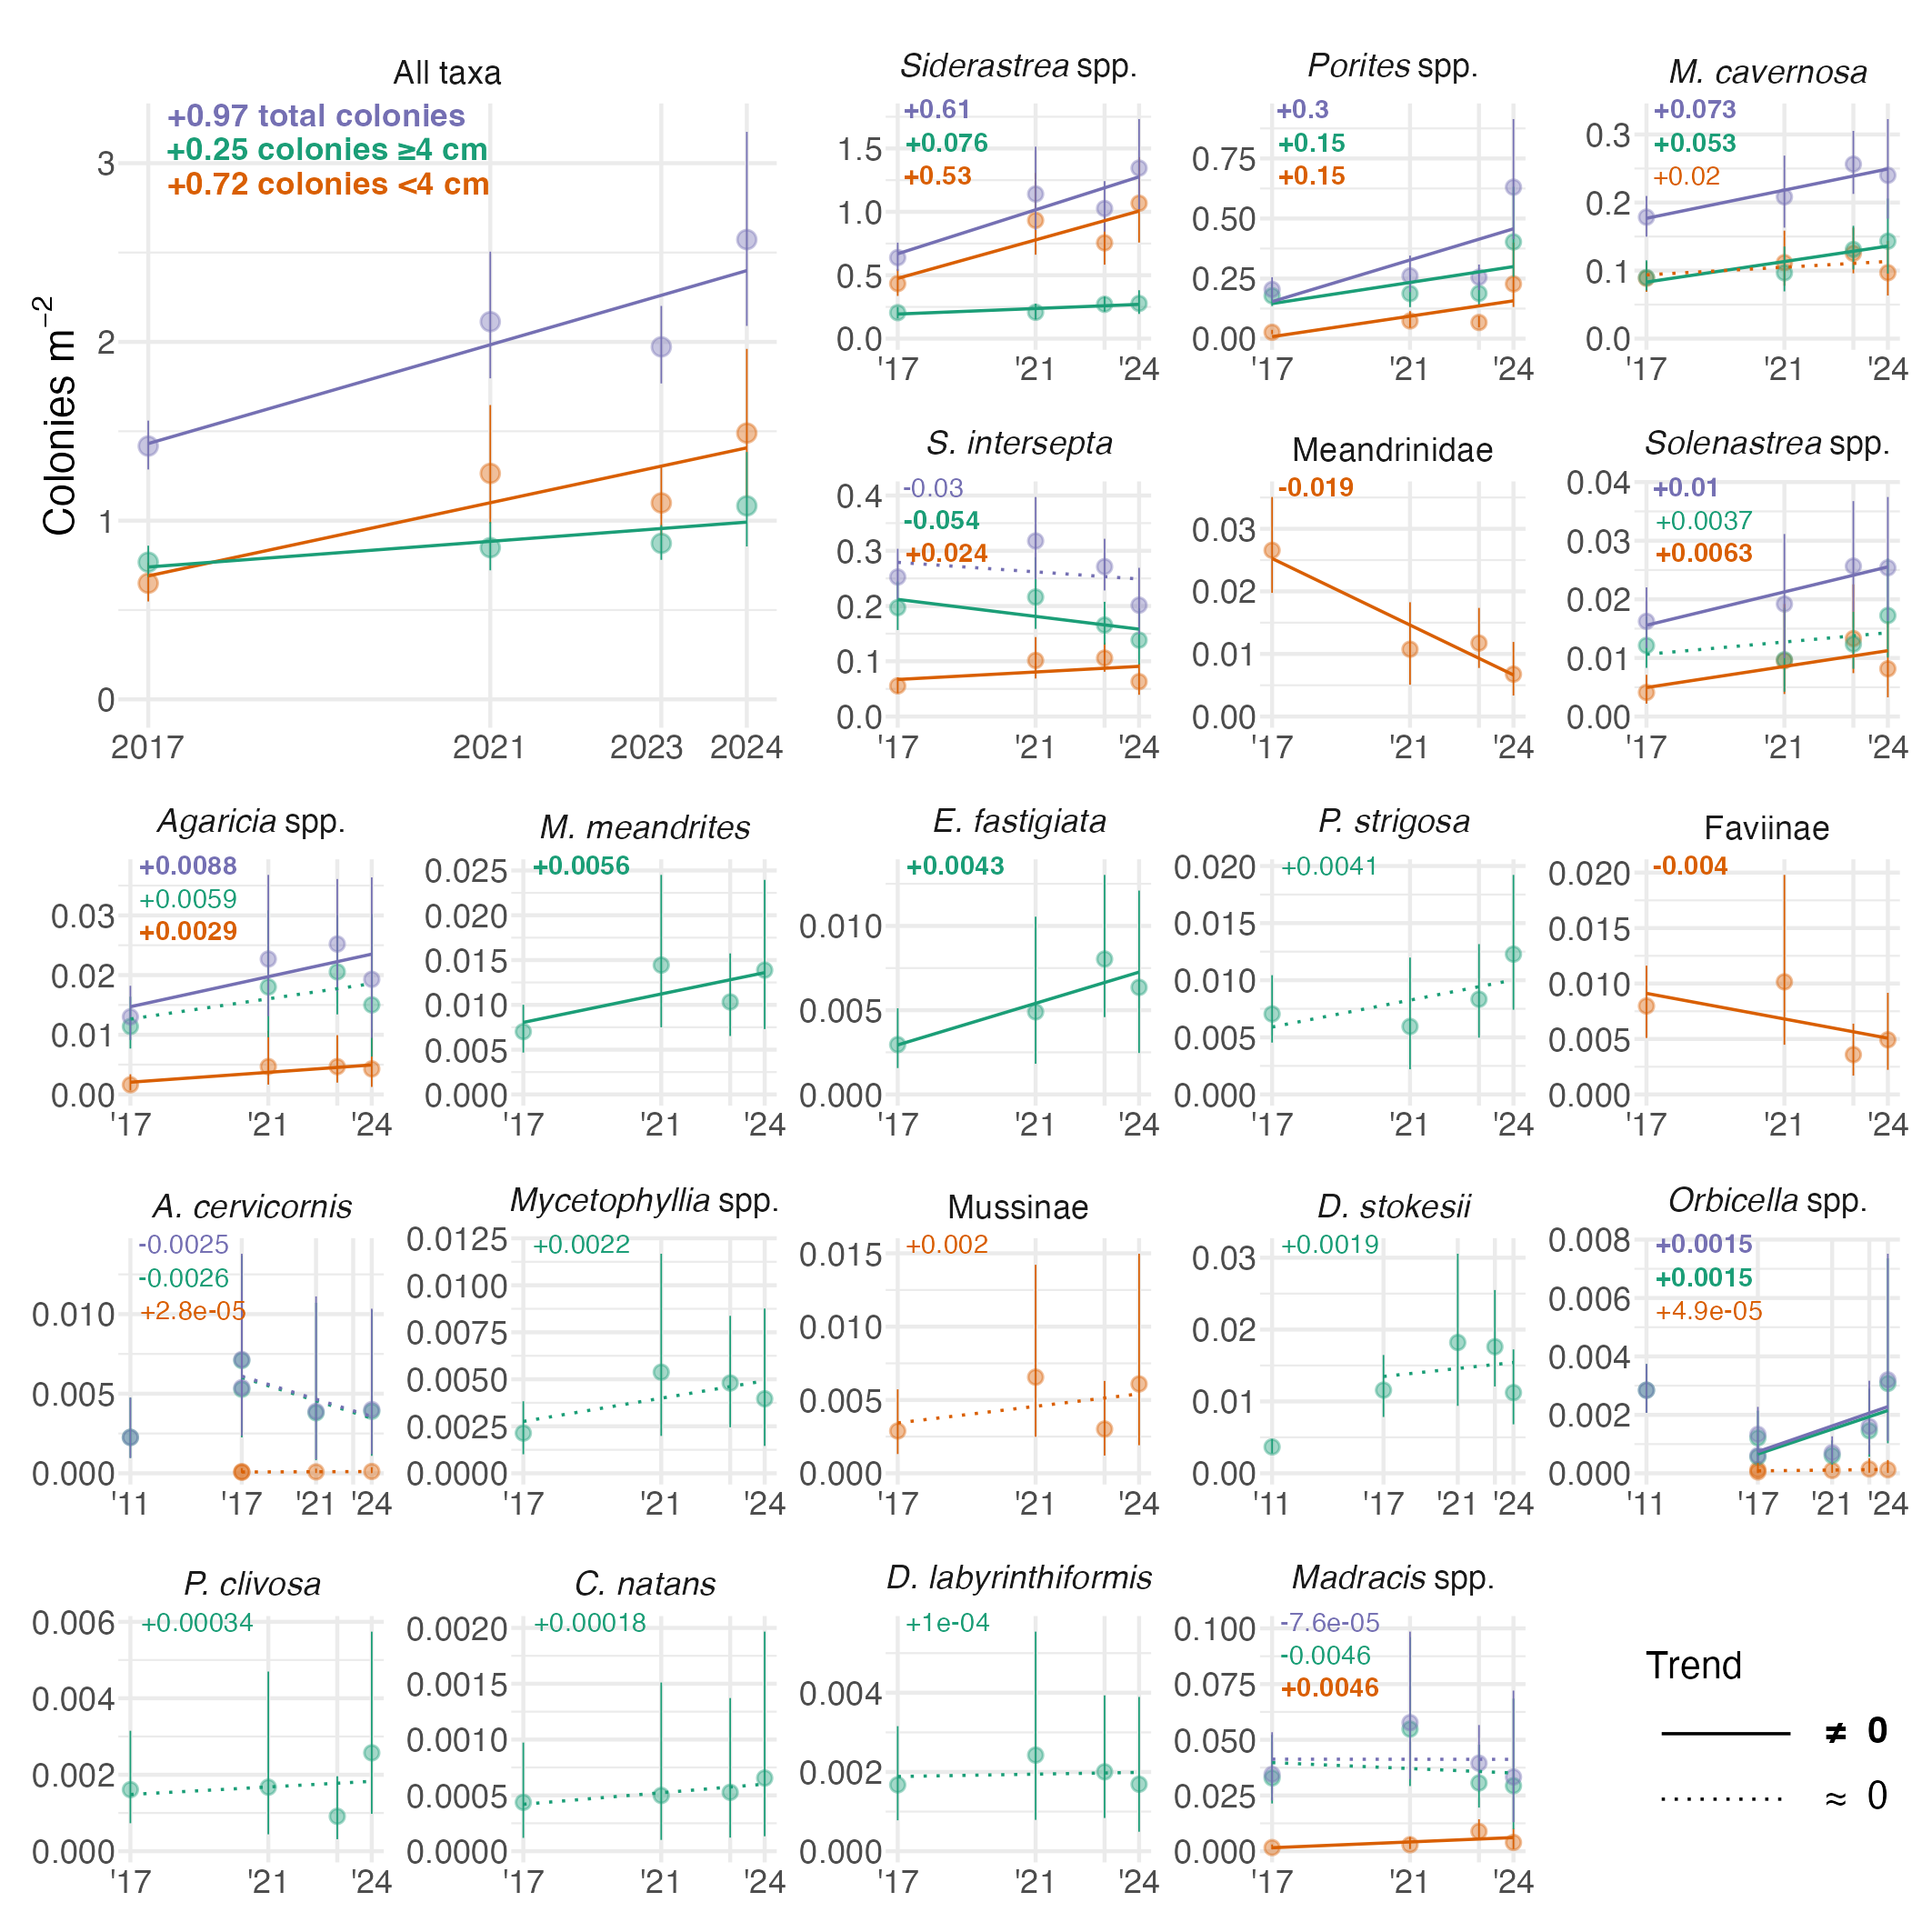 All taxa
+0.97 total colonies
+0.25 colonies ≥4 cm
+0.72 colonies <4 cm
Colonies m⁻²
3
2
1
0
2017 2021 2023 2024
Siderastrea spp.
+0.61
+0.076
+0.53
1.5
1.0
0.5
0.0
'17 '21 '24
Porites spp.
+0.3
+0.15
+0.15
0.75
0.50
0.25
0.00
'17 '21 '24
M. cavernosa
+0.073
+0.053
+0.02
0.3
0.2
0.1
0.0
'17 '21 '24
S. intersepta
-0.03
-0.054
+0.024
0.4
0.3
0.2
0.1
0.0
'17 '21 '24
Meandrinidae
-0.019
0.03
0.02
0.01
0.00
'17 '21 '24
Solenastrea spp.
+0.01
+0.0037
+0.0063
0.04
0.03
0.02
0.01
0.00
'17 '21 '24
Agaricia spp.
+0.0088
+0.0059
+0.0029
0.03
0.02
0.01
0.00
'17 '21 '24
M. meandrites
+0.0056
0.025
0.020
0.015
0.010
0.005
0.000
'17 '21 '24
E. fastigiata
+0.0043
0.010
0.005
0.000
'17 '21 '24
P. strigosa
+0.0041
0.020
0.015
0.010
0.005
0.000
'17 '21 '24
Faviinae
-0.004
0.020
0.015
0.010
0.005
0.000
'17 '21 '24
A. cervicornis
-0.0025
-0.0026
+2.8e-05
0.010
0.005
0.000
'11 '17 '21 '24
Mycetophyllia spp.
+0.0022
0.0125
0.0100
0.0075
0.0050
0.0025
0.0000
'17 '21 '24
Mussinae
+0.002
0.015
0.010
0.005
0.000
'17 '21 '24
D. stokesii
+0.0019
0.03
0.02
0.01
0.00
'11 '17 '21 '24
Orbicella spp.
+0.0015
+0.0015
+4.9e-05
0.008
0.006
0.004
0.002
0.000
'11 '17 '21 '24
P. clivosa
+0.00034
0.006
0.004
0.002
0.000
'17 '21 '24
C. natans
+0.00018
0.0020
0.0015
0.0010
0.0005
0.0000
'17 '21 '24
D. labyrinthiformis
+1e-04
0.004
0.002
0.000
'17 '21 '24
Madracis spp.
-7.6e-05
-0.0046
+0.0046
0.100
0.075
0.050
0.025
0.000
'17 '21 '24
Trend
≠ 0
≈ 0